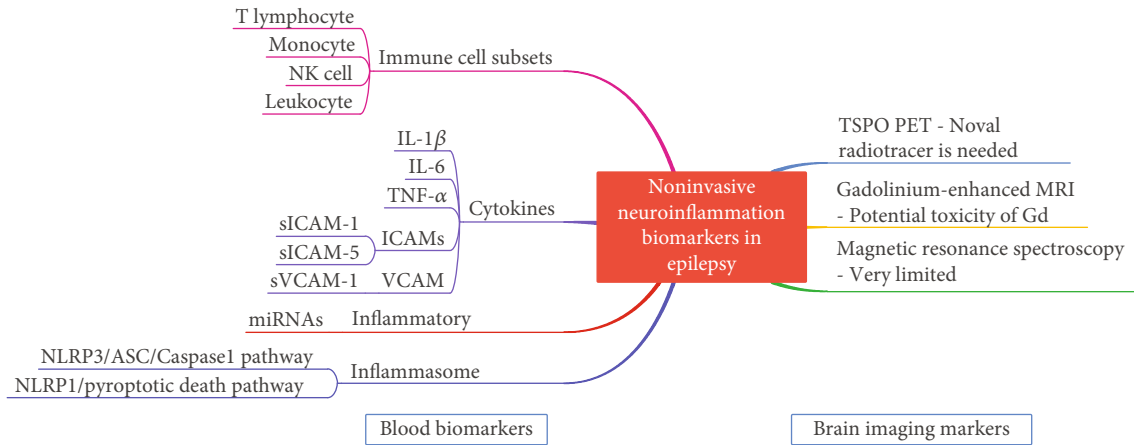 T lymphocyte
Monocyte
NK cell
Leukocyte
Immune cell subsets
IL-1β
IL-6
TNF-α
sICAM-1
sICAM-5
ICAMs
sVCAM-1
VCAM
Cytokines
miRNAs
Inflammatory
NLRP3/ASC/Caspase1 pathway
NLRP1/pyroptotic death pathway
Inflammasome
Noninvasive
neuroinflammation
biomarkers in
epilepsy
TSPO PET - Noval
radiotracer is needed
Gadolinium-enhanced MRI
- Potential toxicity of Gd
Magnetic resonance spectroscopy
- Very limited
Blood biomarkers
Brain imaging markers